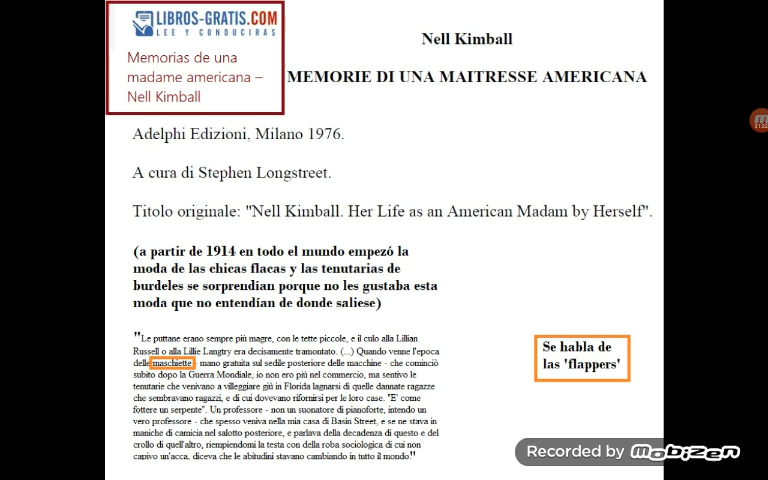 LIBROS-GRATIS.COM
LEE Y CONDUCIRAS
Memorias de una
madame americana –
Nell Kimball
Nell Kimball
MEMORIE DI UNA MAITRESSE AMERICANA
Adelphi Edizioni, Milano 1976.
A cura di Stephen Longstreet.
Titolo originale: "Nell Kimball. Her Life as an American Madam by Herself".
(a partir de 1914 en todo el mundo empezó la
moda de las chicas flacas y las tenutarias de
burdeles se sorprendían porque no les gustaba esta
moda que no entendían de donde saliese)
"Le puttane erano sempre più magre, con le tette piccole, e il culo alla Lillian
Russell o alla Lillie Langtry era decisamente tramontato. (...) Quando venne l'epoca
delle maschiette - mano gratuita sul sedile posteriore delle macchine - che cominciò
subito dopo la Guerra Mondiale, io non ero più nel commercio, ma sentivo le
tenutarie che venivano a villeggiare giù in Florida lagnarsi di quelle dannate ragazze
che sembravano ragazzi, e di cui dovevano rifornirsi per le loro case. "E' come
fottere un serpente". Un professore - non un suonatore di pianoforte, intendo un
vero professore - che spesso veniva nella mia casa di Basin Street, e se ne stava in
maniche di camicia nel salotto posteriore, e parlava della decadenza di questo e del
crollo di quell'altro, riempiendomi la testa con della roba sociologica di cui non
capivo un'acca, diceva che le abitudini stavano cambiando in tutto il mondo."
Se habla de
las 'flappers'
21:22
Recorded by mobizen